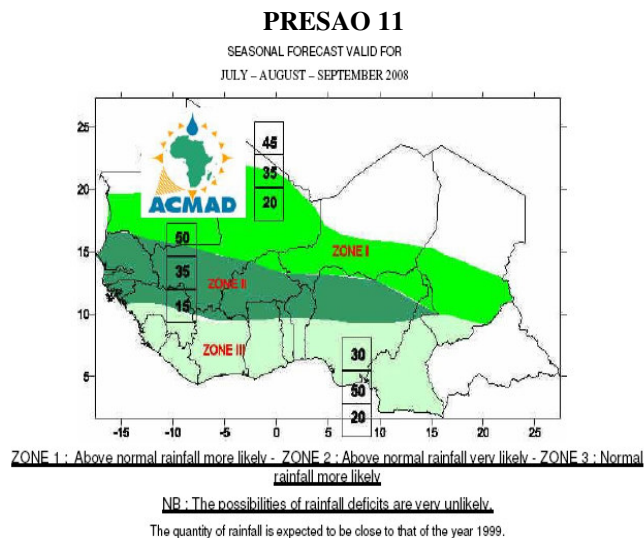 PRESAO 11
SEASONAL FORECAST VALID FOR
JULY – AUGUST – SEPTEMBER 2008
25
20
15
10
5
ACMAD
45
35
20
ZONE I
50
35
15
ZONE II
ZONE III
30
50
20
-15 -10 -5 0 5 10 15 20 25
ZONE 1 : Above normal rainfall more likely - ZONE 2 : Above normal rainfall very likely - ZONE 3 : Normal
rainfall more likely
NB : The possibilities of rainfall deficits are very unlikely.
The quantity of rainfall is expected to be close to that of the year 1999.